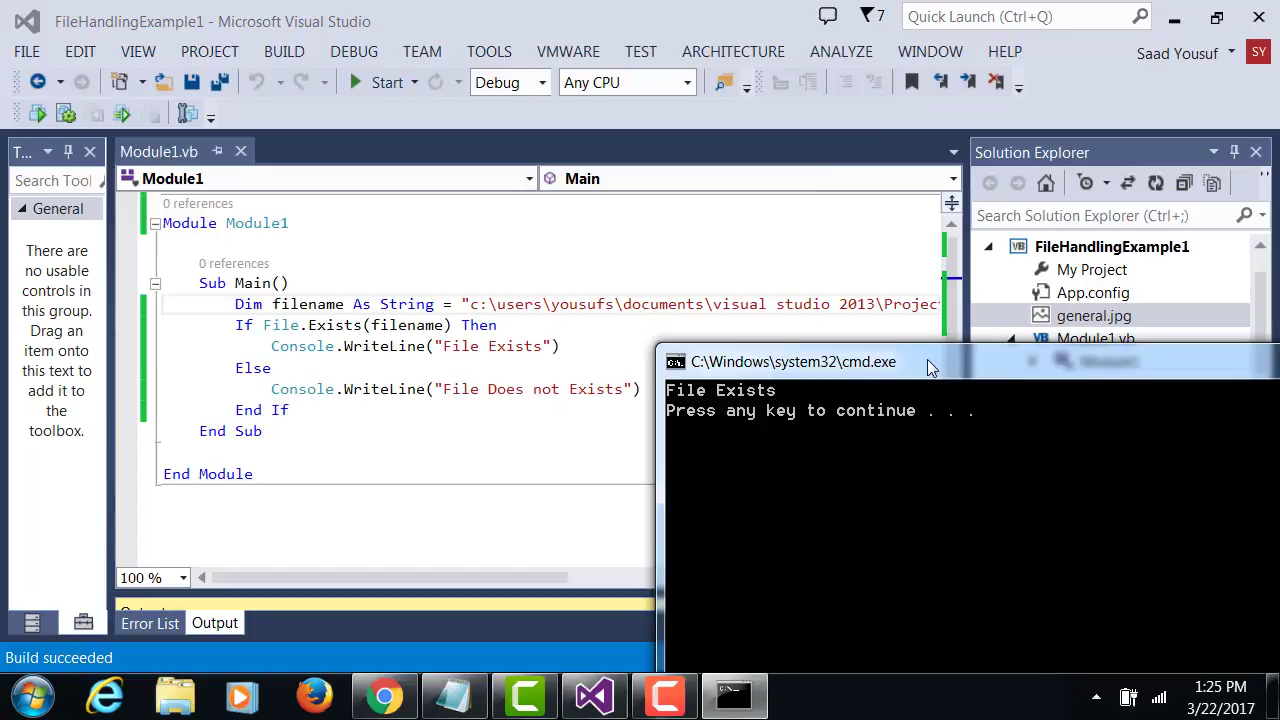 FileHandlingExample1 - Microsoft Visual Studio
7
Quick Launch (Ctrl+Q)
FILE EDIT VIEW PROJECT BUILD DEBUG TEAM TOOLS VMWARE TEST ARCHITECTURE ANALYZE WINDOW HELP
Saad Yousuf SY
Start Debug Any CPU
T... Module1.vb
Search Tool
General
There are
no usable
controls in
this group.
Drag an
item onto
this text to
add it to
the
toolbox.
Module1 Main
0 references
Module Module1
0 references
Sub Main()
Dim filename As String = "c:\users\yousufs\documents\visual studio 2013\Projec
If File.Exists(filename) Then
Console.WriteLine("File Exists")
Else
Console.WriteLine("File Does not Exists")
End If
End Sub
End Module
100 %
Error List Output
Solution Explorer
Search Solution Explorer (Ctrl+;)
VB FileHandlingExample1
My Project
App.config
general.jpg
VB Module1.vb
C:\Windows\system32\cmd.exe
File Exists
Press any key to continue . . .
Build succeeded
1:25 PM
3/22/2017